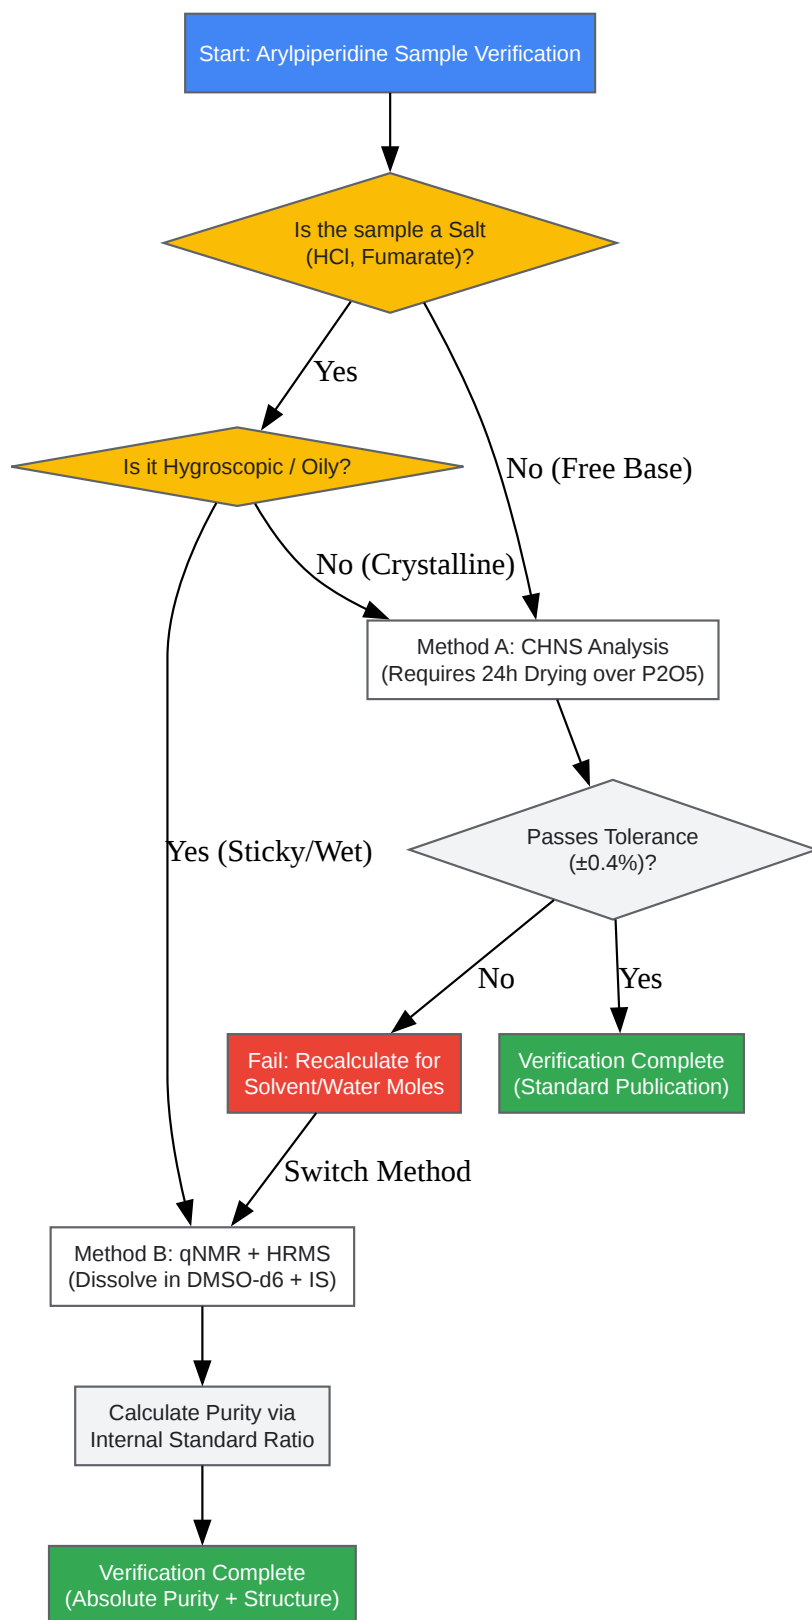 Start: Arylpiperidine Sample Verification
Is the sample a Salt
(HCl, Fumarate)?
Yes
Is it Hygroscopic / Oily?
No (Free Base)
No (Crystalline)
Method A: CHNS Analysis
(Requires 24h Drying over P2O5)
Yes (Sticky/Wet)
Passes Tolerance
(±0.4%)?
No
Yes
Fail: Recalculate for
Solvent/Water Moles
Verification Complete
(Standard Publication)
Switch Method
Method B: qNMR + HRMS
(Dissolve in DMSO-d6 + IS)
Calculate Purity via
Internal Standard Ratio
Verification Complete
(Absolute Purity + Structure)